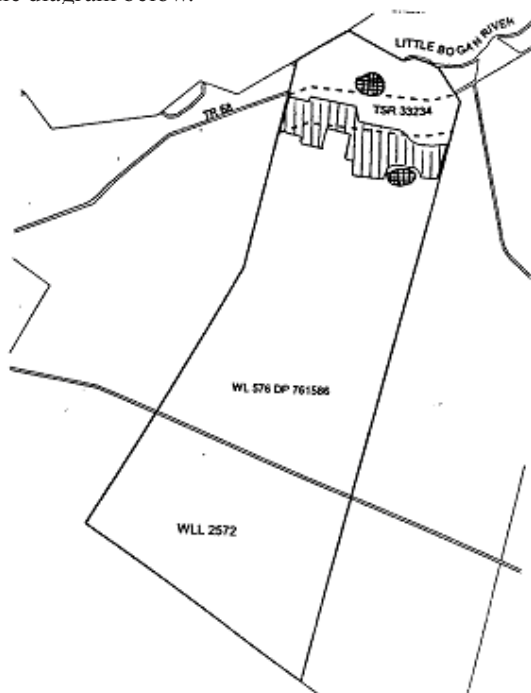 LITTLE BOGAN RIVER
TSR 33234
TR 68
WL 576 DP 761586
WLL 2572